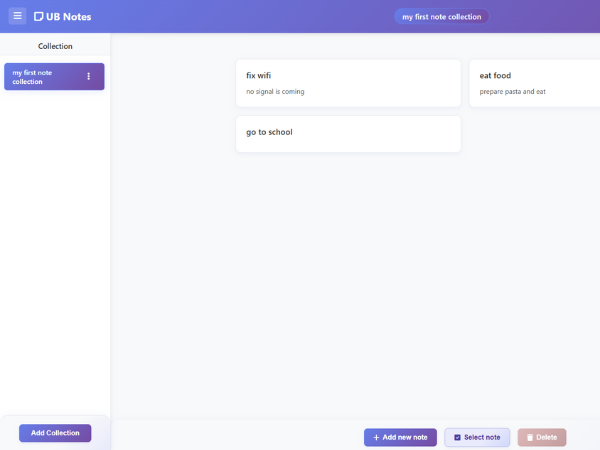 UB Notes
my first note collection
Collection
my first note
collection
fix wifi
no signal is coming
eat food
prepare pasta and eat
go to school
Add Collection
Add new note
Select note
Delete